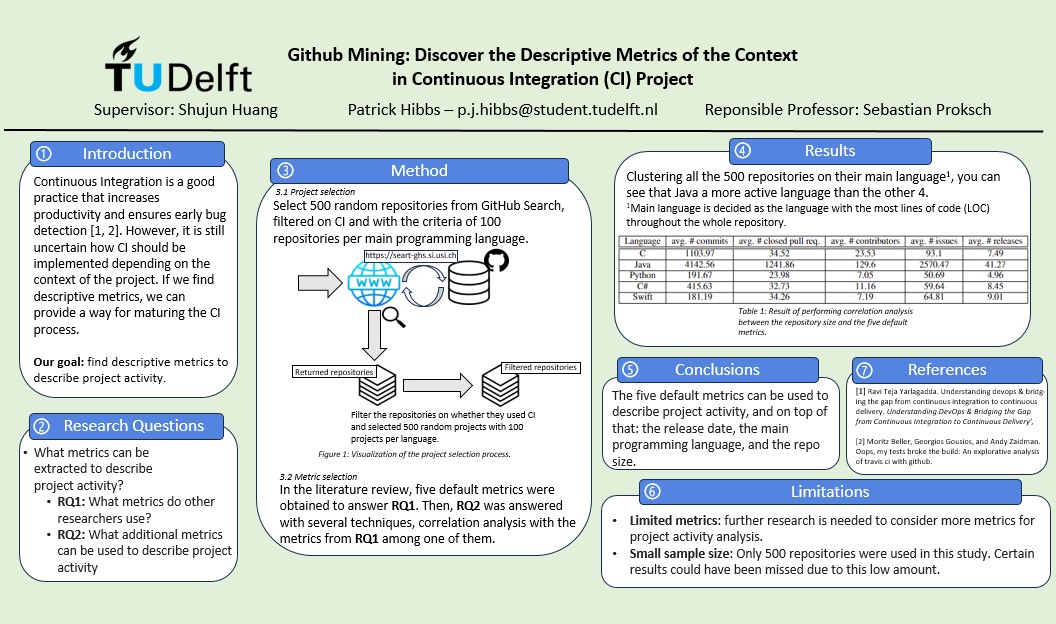 TUDelft
Github Mining: Discover the Descriptive Metrics of the Context
in Continuous Integration (CI) Project
Supervisor: Shujun Huang
Patrick Hibbs – p.j.hibbs@student.tudelft.nl
Reponsible Professor: Sebastian Proksch
1 Introduction
Continuous Integration is a good
practice that increases
productivity and ensures early bug
detection [1, 2]. However, it is still
uncertain how CI should be
implemented depending on the
context of the project. If we find
descriptive metrics, we can
provide a way for maturing the CI
process.
Our goal: find descriptive metrics to
describe project activity.
2 Research Questions
• What metrics can be
extracted to describe
project activity?
• RQ1: What metrics do other
researchers use?
• RQ2: What additional metrics
can be used to describe project
activity
3 Method
3.1 Project selection
Select 500 random repositories from GitHub Search,
filtered on CI and with the criteria of 100
repositories per main programming language.
https://seart-ghs.si.usi.ch
WWW
Returned repositories
Filtered repositories
Filter the repositories on whether they used CI
and selected 500 random projects with 100
projects per language.
Figure 1: Visualization of the project selection process.
3.2 Metric selection
In the literature review, five default metrics were
obtained to answer RQ1. Then, RQ2 was answered
with several techniques, correlation analysis with the
metrics from RQ1 among one of them.
4 Results
Clustering all the 500 repositories on their main language¹, you can
see that Java a more active language than the other 4.
¹Main language is decided as the language with the most lines of code (LOC)
throughout the whole repository.
Language avg. # commits avg. # closed pull req. avg. # contributors avg. # issues avg. # releases
C 1103.97 34.52 23.53 93.1 7.49
Java 4142.56 1241.86 129.6 2570.47 41.27
Python 191.67 23.98 7.05 50.69 4.96
C# 415.63 32.73 11.16 59.64 8.45
Swift 181.19 34.26 7.19 64.81 9.01
Table 1: Result of performing correlation analysis
between the repository size and the five default
metrics.
5 Conclusions
The five default metrics can be used to
describe project activity, and on top of
that: the release date, the main
programming language, and the repo
size.
7 References
[1] Ravi Teja Yarlagadda. Understanding devops & bridg-
ing the gap from continuous integration to continuous
delivery. Understanding DevOps & Bridging the Gap
from Continuous Integration to Continuous Delivery',
[2] Moritz Beller, Georgios Gousios, and Andy Zaidman.
Oops, my tests broke the build: An explorative analysis
of travis ci with github.
6 Limitations
• Limited metrics: further research is needed to consider more metrics for
project activity analysis.
• Small sample size: Only 500 repositories were used in this study. Certain
results could have been missed due to this low amount.